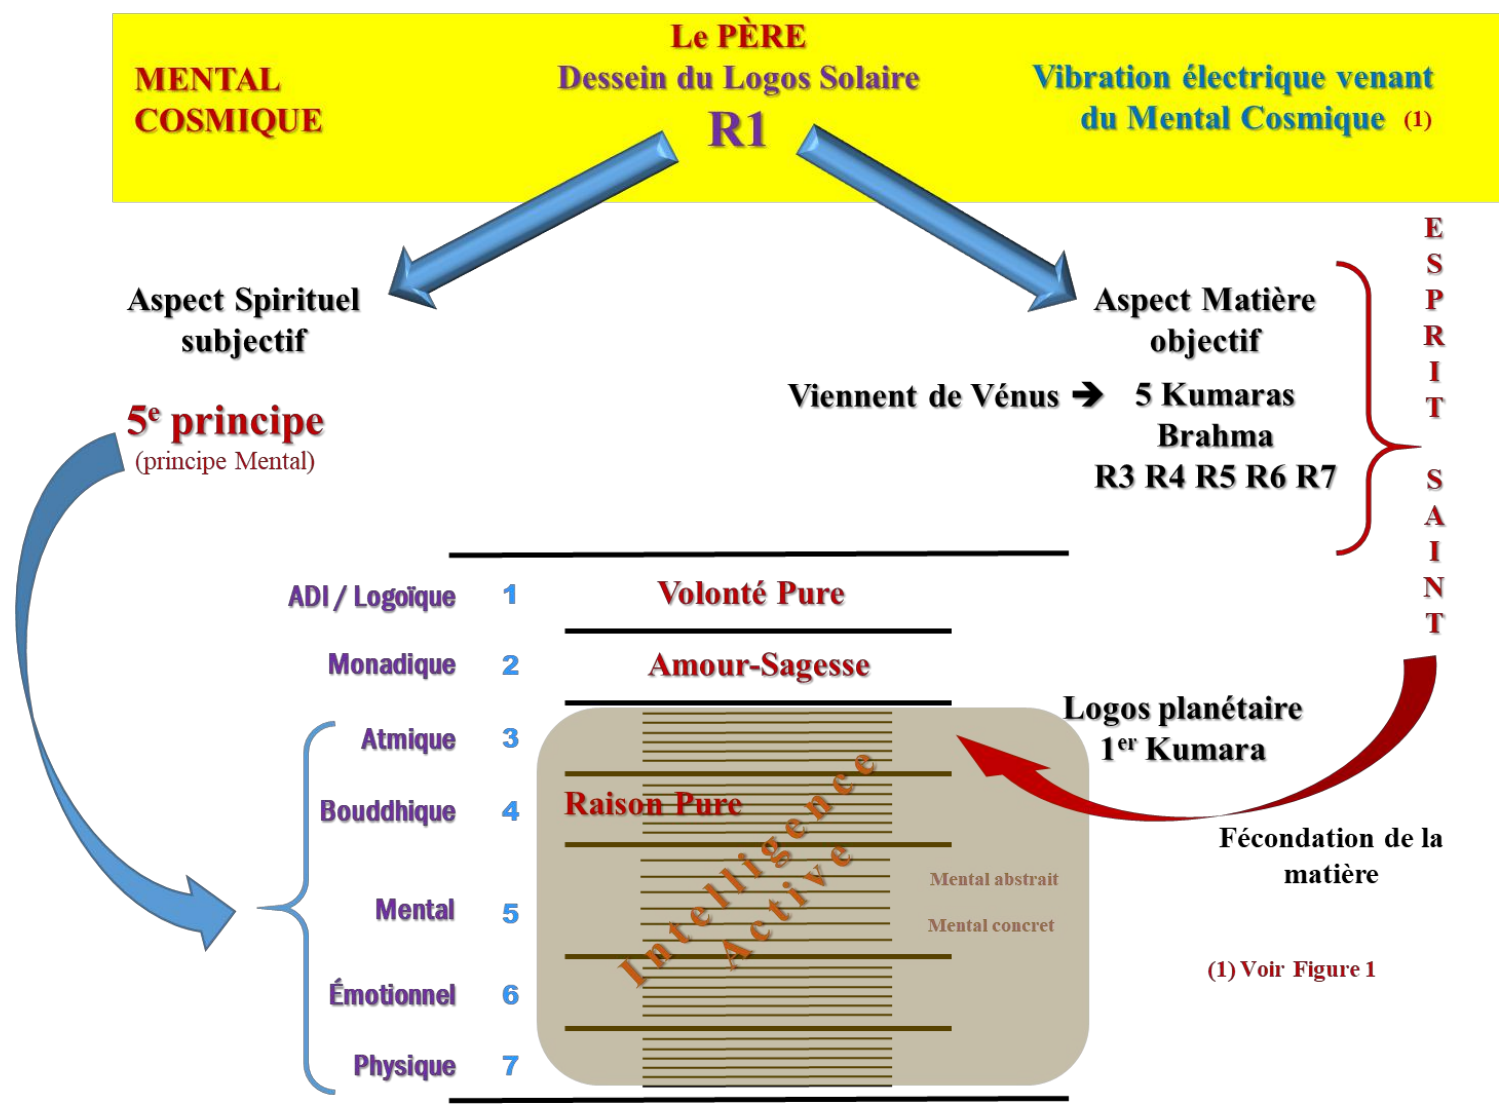 MENTAL
COSMIQUE
Le PÈRE
Dessein du Logos Solaire
R1
Vibration électrique venant
du Mental Cosmique (1)
Aspect Spirituel
subjectif
5e principe
(principe Mental)
Aspect Matière
objectif
Viennent de Vénus 🡺 5 Kumaras
Brahma
R3 R4 R5 R6 R7
ESPRIT SAINT
ADI / Logoïque 1 Volonté Pure
Monadique 2 Amour-Sagesse
Atmique 3
Bouddhique 4 Raison Pure
Mental 5
Émotionnel 6
Physique 7
Intelligence
Active
Mental abstrait
Mental concret
Logos planétaire
1er Kumara
Fécondation de la
matière
(1) Voir Figure 1